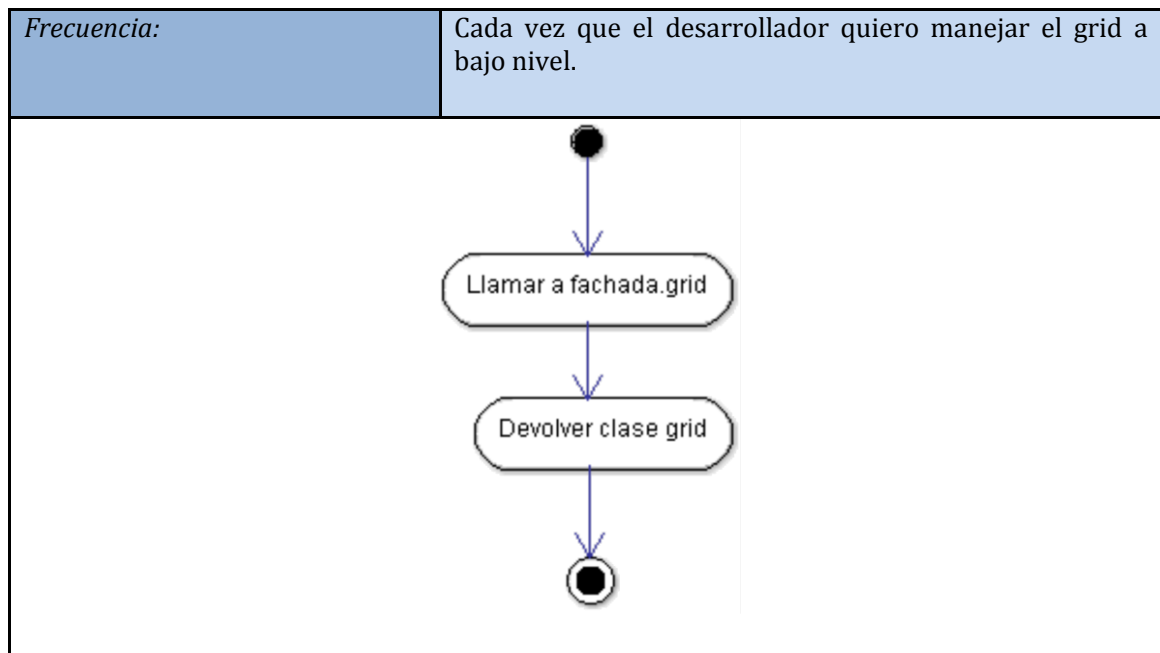 Frecuencia:
Cada vez que el desarrollador quiero manejar el grid a
bajo nivel.
Llamar a fachada.grid
Devolver clase grid